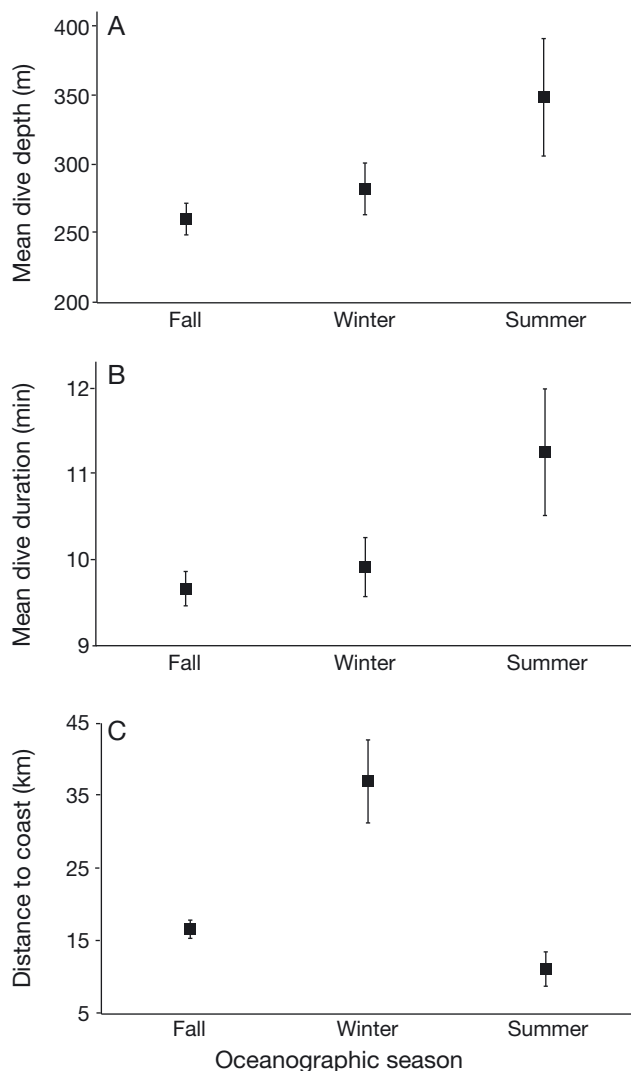 A
Mean dive depth (m)
400
350
300
250
200
Fall Winter Summer
B
Mean dive duration (min)
12
11
10
9
Fall Winter Summer
C
Distance to coast (km)
45
35
25
15
5
Fall Winter Summer
Oceanographic season